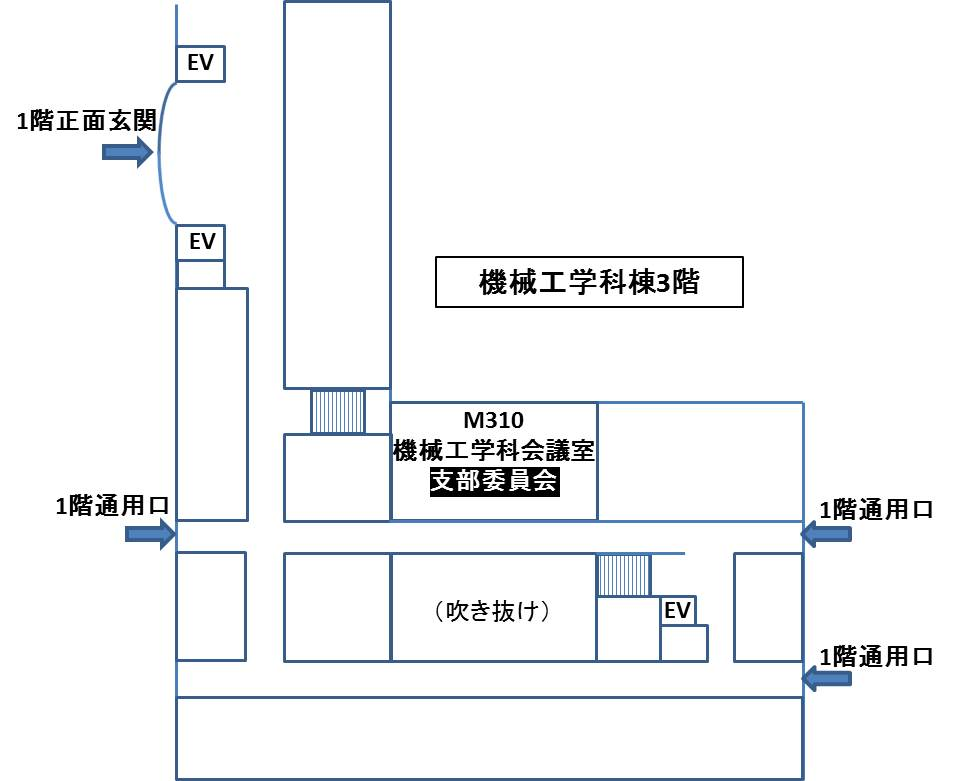 EV
1階正面玄関
EV
機械工学科棟3階
M310
機械工学科会議室
支部委員会
1階通用口
1階通用口
（吹き抜け）
EV
1階通用口